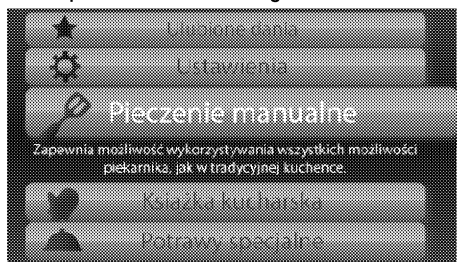 Ulubione dania
Ustawienia
Pieczenie manualne
Zapewnia możliwość wykorzystywania wszystkich możliwości
piekarnika, jak w tradycyjnej kuchence.
Książka kucharska
Potrawy specjalne